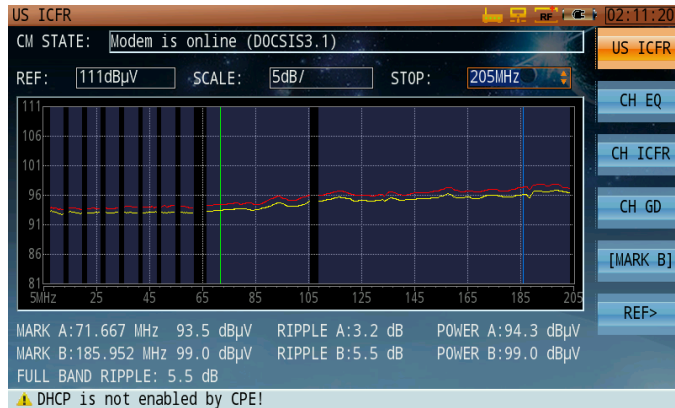 US ICFR RF 02:11:20
CM STATE: Modem is online (DOCSIS3.1) US ICFR
REF: 111dBµV SCALE: 5dB/ STOP: 205MHz
CH EQ
111
106
CH ICFR
101
96
CH GD
91
86
[MARK B]
81
5MHz 25 45 65 85 105 125 145 165 185 205
REF>
MARK A:71.667 MHz 93.5 dBµV RIPPLE A:3.2 dB POWER A:94.3 dBµV
MARK B:185.952 MHz 99.0 dBµV RIPPLE B:5.5 dB POWER B:99.0 dBµV
FULL BAND RIPPLE: 5.5 dB
DHCP is not enabled by CPE!